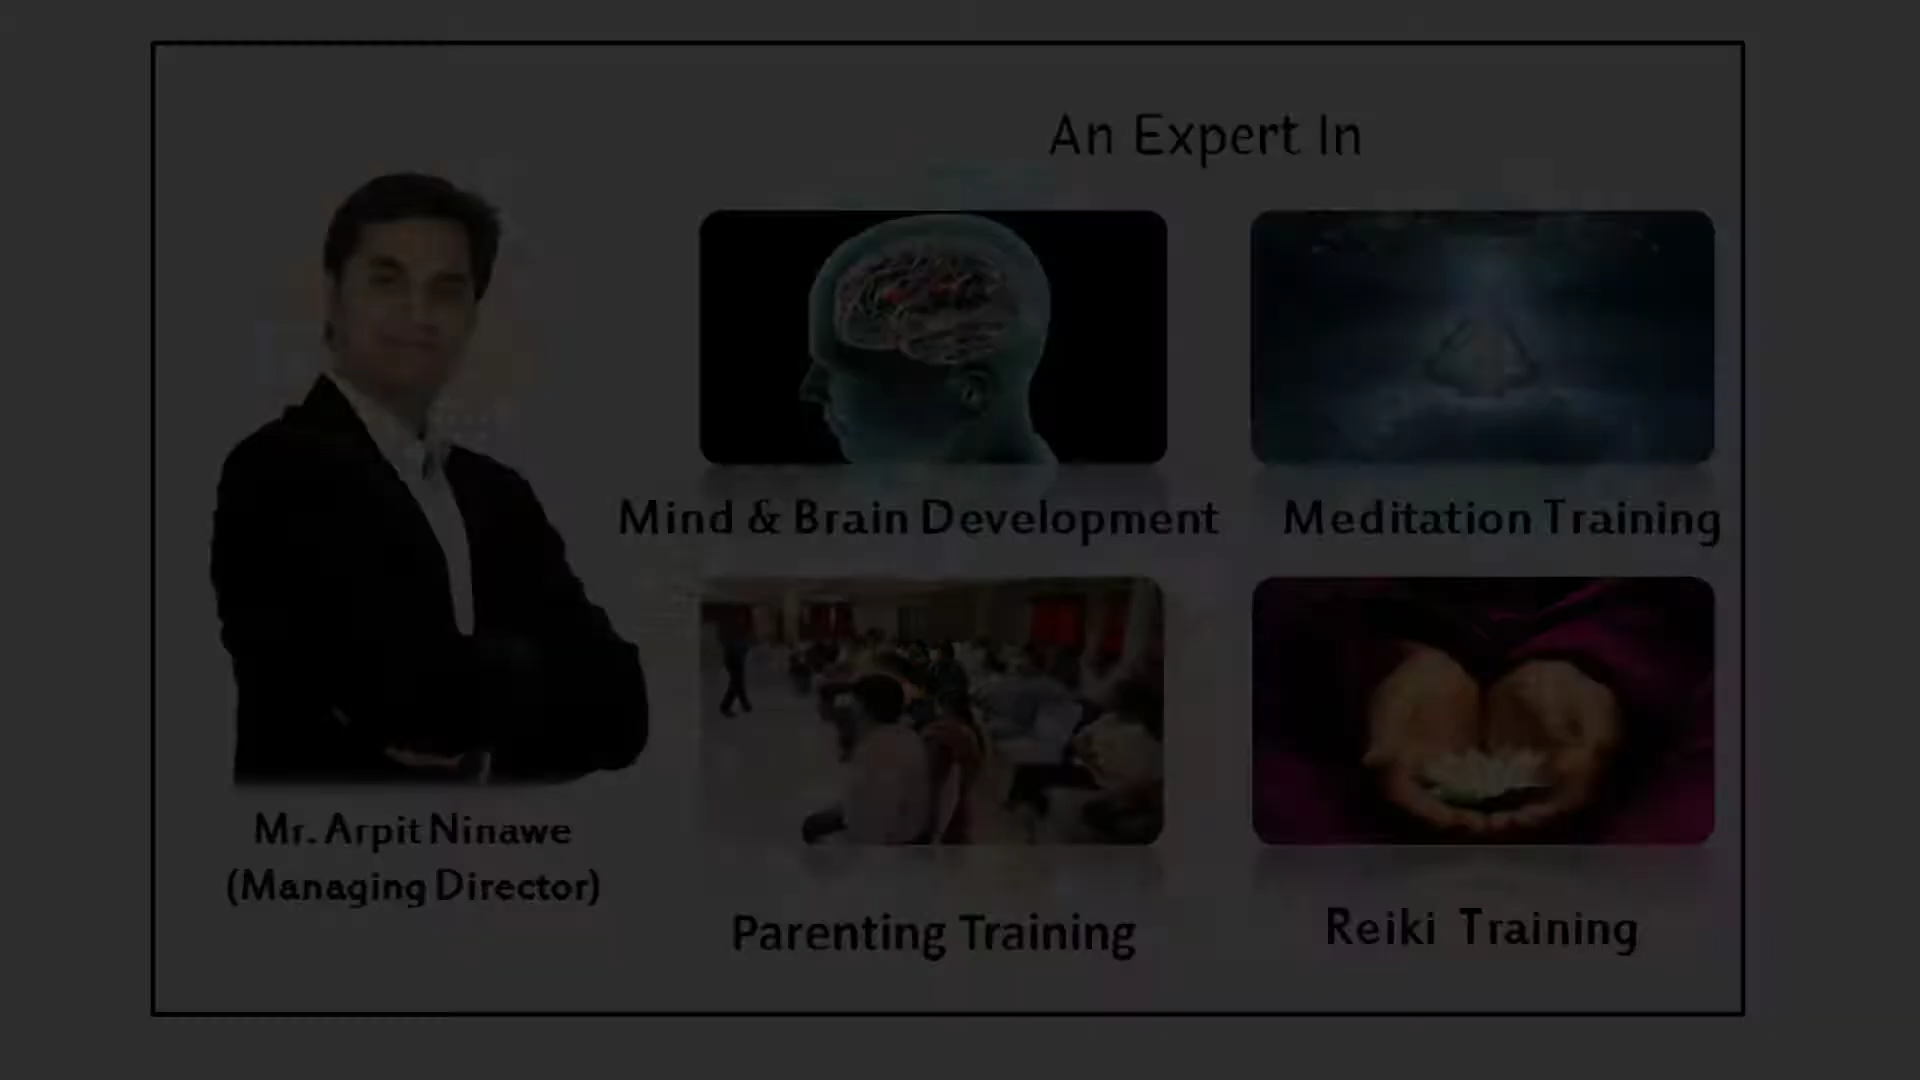 An Expert In
Mind & Brain Development
Meditation Training
Mr. Arpit Ninawe
(Managing Director)
Parenting Training
Reiki Training